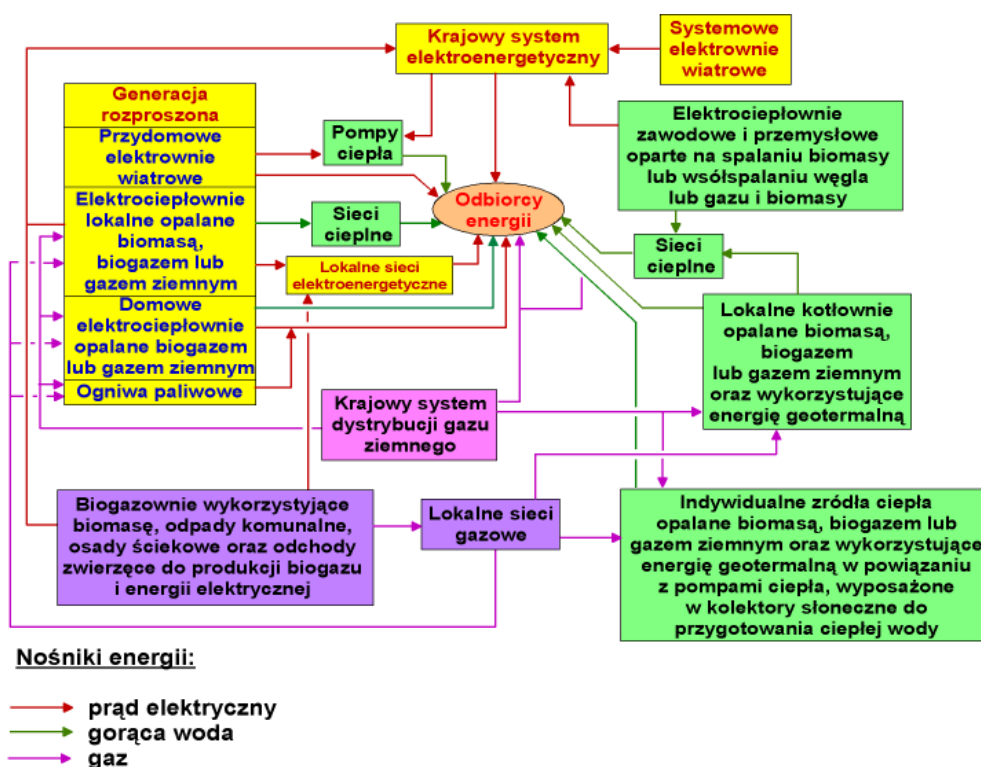 Krajowy system
elektroenergetyczny
Systemowe
elektrownie
wiatrowe
Generacja
rozproszona
Przydomowe
elektrownie
wiatrowe
Elektrociepłownie
lokalne opalane
biomasą,
biogazem lub
gazem ziemnym
Domowe
elektrociepłownie
opalane biogazem
lub gazem ziemnym
Ogniwa paliwowe
Pompy
ciepła
Sieci
cieplne
Lokalne sieci
elektroenergetyczne
Odbiorcy
energii
Elektrociepłownie
zawodowe i przemysłowe
oparte na spalaniu biomasy
lub wsółspalaniu węgla
lub gazu i biomasy
Sieci
cieplne
Lokalne kotłownie
opalane biomasą,
biogazem
lub gazem ziemnym
oraz wykorzystujące
energię geotermalną
Krajowy system
dystrybucji gazu
ziemnego
Biogazownie wykorzystyjące
biomasę, odpady komunalne,
osady ściekowe oraz odchody
zwierzęce do produkcji biogazu
i energii elektrycznej
Lokalne sieci
gazowe
Indywidualne zródła ciepła
opalane biomasą, biogazem lub
gazem ziemnym oraz wykorzystujące
energię geotermalną w powiązaniu
z pompami ciepła, wyposażone
w kolektory słoneczne do
przygotowania ciepłej wody
Nośniki energii:
prąd elektryczny
gorąca woda
gaz